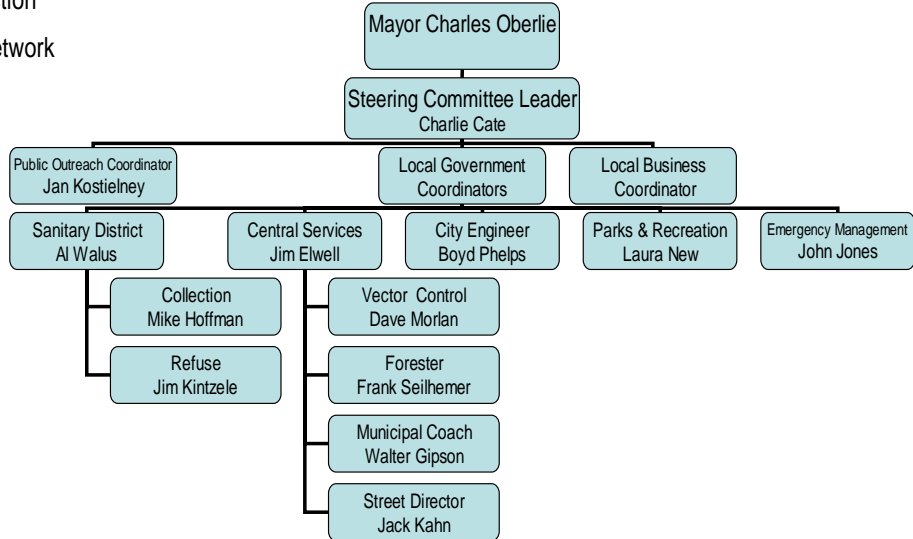 tion
etwork
Mayor Charles Oberlie
Steering Committee Leader
Charlie Cate
Public Outreach Coordinator
Jan Kostielney
Local Government
Coordinators
Local Business
Coordinator
Sanitary District
Al Walus
Central Services
Jim Elwell
City Engineer
Boyd Phelps
Parks & Recreation
Laura New
Emergency Management
John Jones
Collection
Mike Hoffman
Vector Control
Dave Morlan
Refuse
Jim Kintzele
Forester
Frank Seilhemer
Municipal Coach
Walter Gipson
Street Director
Jack Kahn